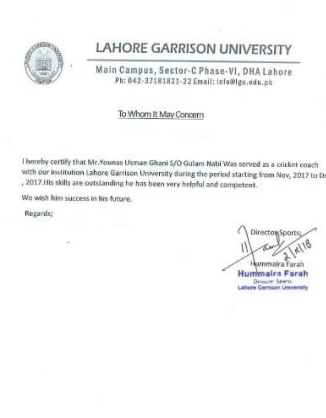 LAHORE GARRISON UNIVERSITY
Main Campus, Sector-C Phase-VI, DHA Lahore
Ph: 042-37181821-22 Email: info@lgu.edu.pk
To Whom It May Concern
I hereby certify that Mr.Younas Usman Ghani S/O Gulam Nabi Was served as a cricket coach
with our institution Lahore Garrison University during the period starting from Nov, 2017 to De
, 2017.His skills are outstanding he has been very helpful and competent.
We wish him success in his future.
Regards;
Director Sports;
Hummaira Farah
Hummaira Farah
Director Sports
Lahore Garrison University